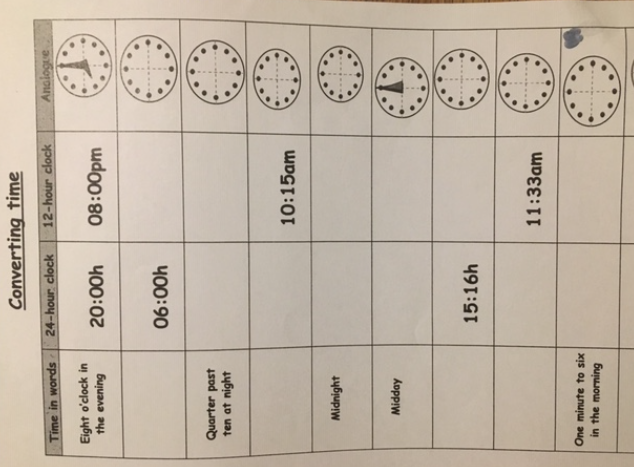 Converting time
Time in words 24-hour clock 12-hour clock Analogue
Eight o'clock in
the evening
20:00h 08:00pm
06:00h
Quarter past
ten at night
10:15am
Midnight
Midday
15:16h
11:33am
One minute to six
in the morning